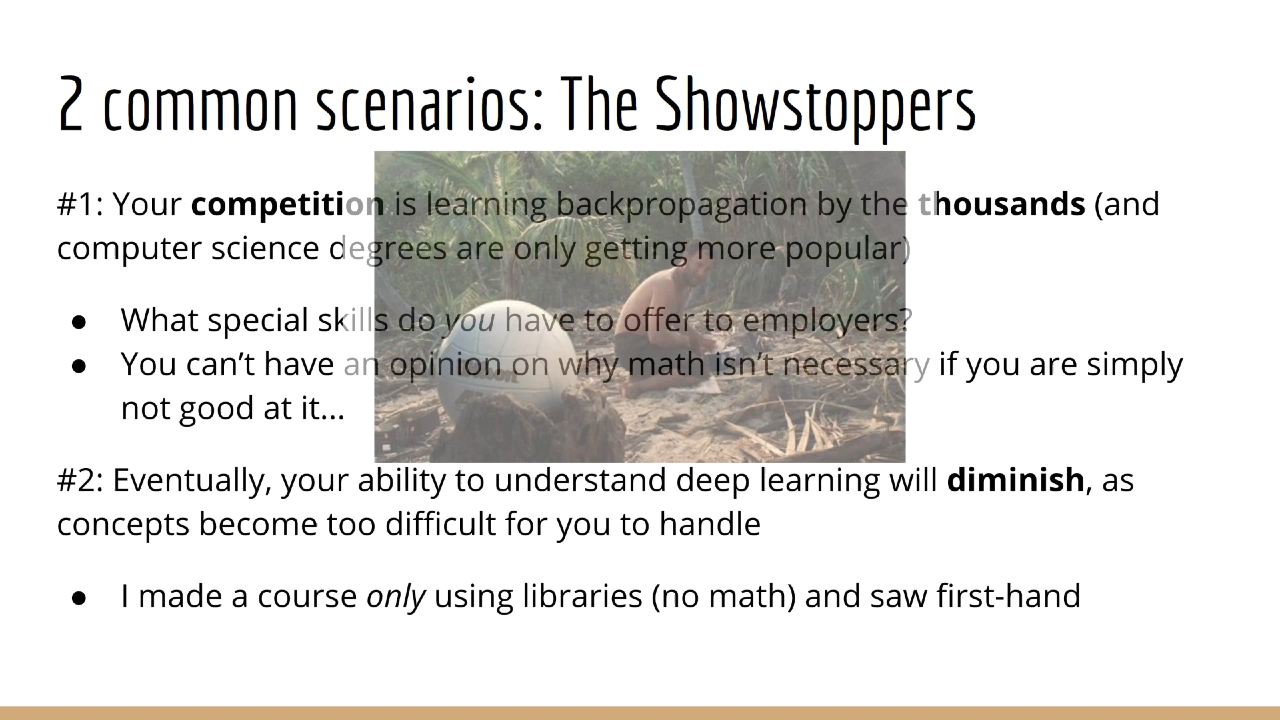 2 common scenarios: The Showstoppers
#1: Your competition is learning backpropagation by the thousands (and
computer science degrees are only getting more popular)
● What special skills do you have to offer to employers?
● You can’t have an opinion on why math isn’t necessary if you are simply
not good at it...
#2: Eventually, your ability to understand deep learning will diminish, as
concepts become too difficult for you to handle
● I made a course only using libraries (no math) and saw first-hand